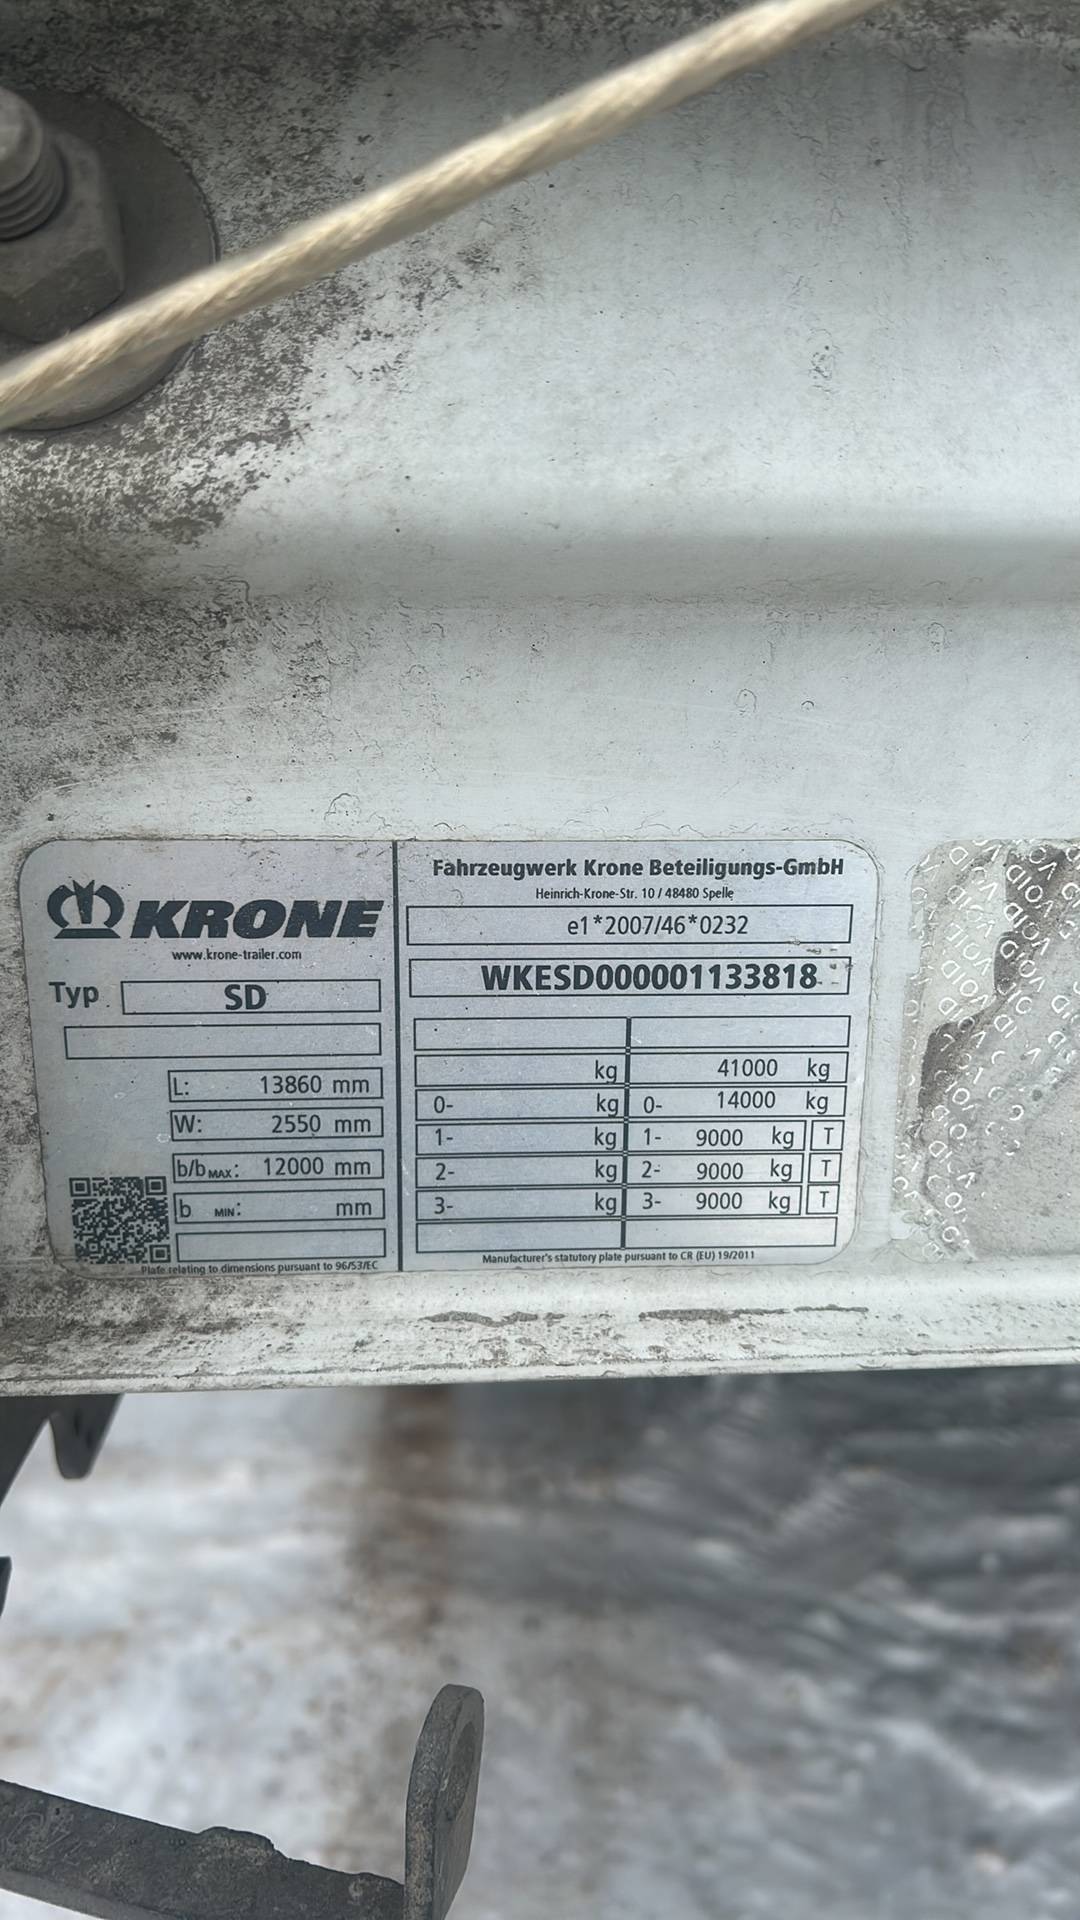 KRONE
www.krone-trailer.com
Typ
SD
L: 13860 mm
W: 2550 mm
b/b MAX: 12000 mm
b MIN: mm
Plate relating to dimensions pursuant to 96/53/EC
Fahrzeugwerk Krone Beteiligungs-GmbH
Heinrich-Krone-Str. 10 / 48480 Spelle
e1*2007/46*0232
WKESD000001133818
kg 41000 kg
0- kg 0- 14000 kg
1- kg 1- 9000 kg T
2- kg 2- 9000 kg T
3- kg 3- 9000 kg T
Manufacturer's statutory plate pursuant to CR (EU) 19/2011
VOID VOID VOID